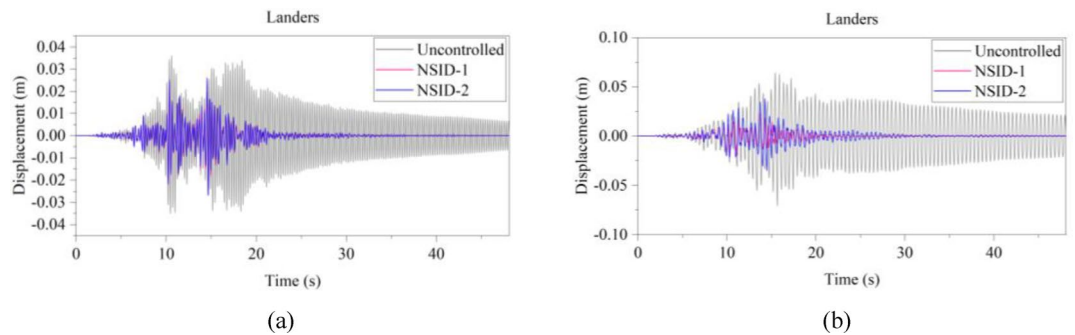 Landers
Displacement (m)
0.04
0.03
0.02
0.01
0.00
-0.01
-0.02
-0.03
-0.04
Uncontrolled
NSID-1
NSID-2
0 10 20 30 40
Time (s)
(a)
Landers
Displacement (m)
0.10
0.05
0.00
-0.05
-0.10
Uncontrolled
NSID-1
NSID-2
0 10 20 30 40
Time (s)
(b)